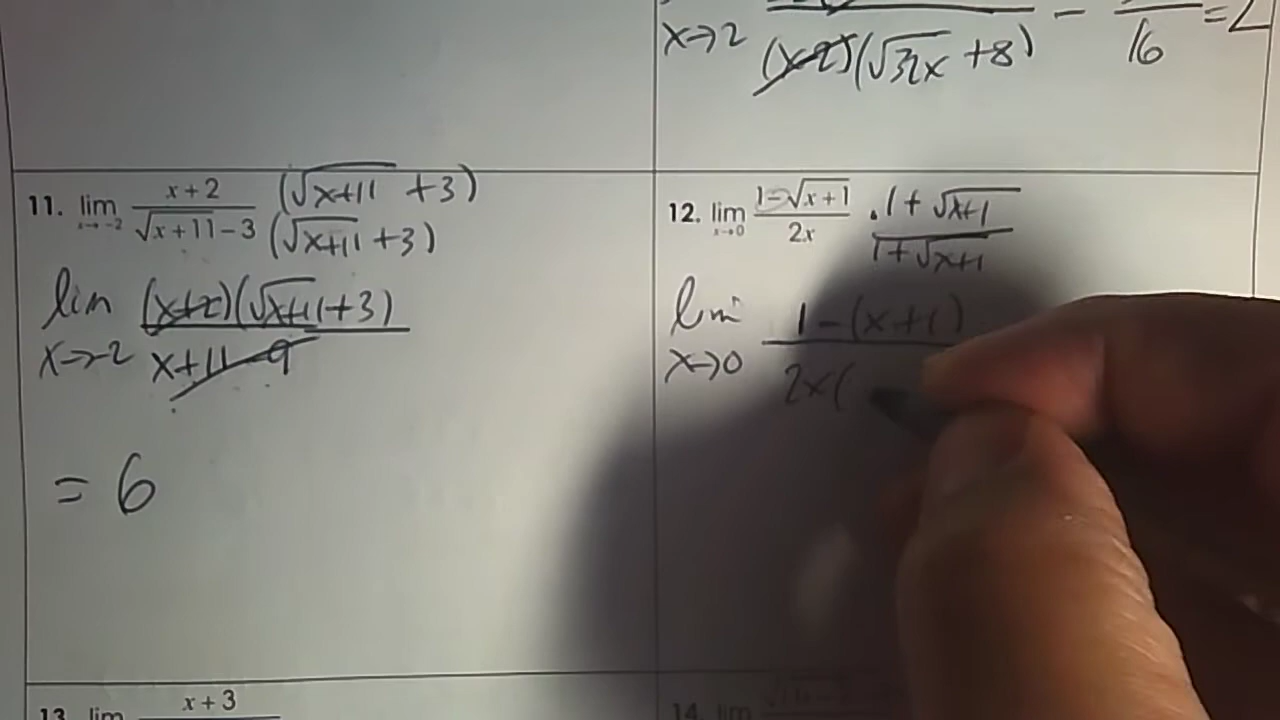 x→2 (x-2)(√32x +8) - 16 =2
11. lim x→-2 x+2 / √x+11 - 3 (√x+11 +3) / (√x+11 +3)
lim x→-2 (x+2)(√x+11+3) / x+11-9
= 6
12. lim x→0 1-√x+1 / 2x . 1+√x+1 / 1+√x+1
lim x→0 1-(x+1) / 2x(
13. lim x+3
14. lim